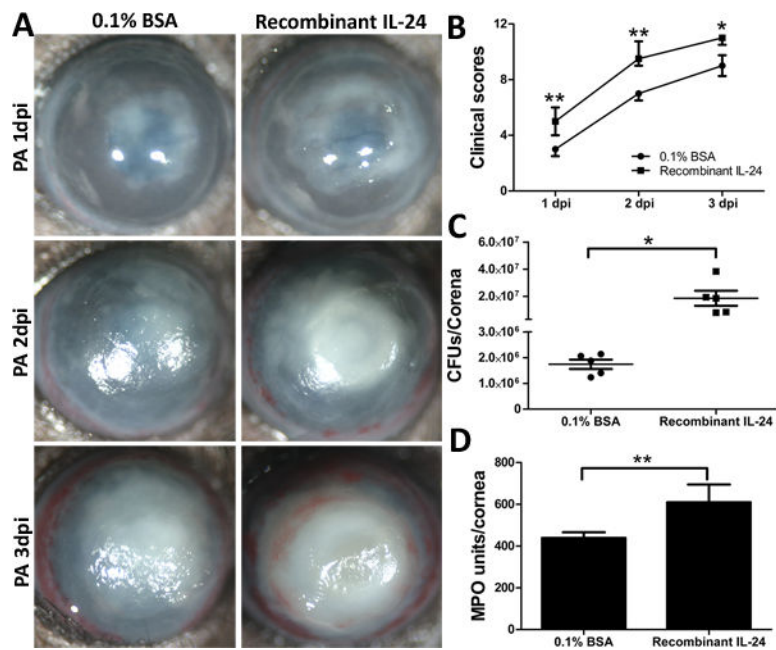 A
0.1% BSA
Recombinant IL-24
PA 1dpi
PA 2dpi
PA 3dpi
B
Clinical scores
12
8
4
0
**
**
*
0.1% BSA
Recombinant IL-24
1 dpi
2 dpi
3 dpi
C
CFUs/Corena
6.0×10⁷
4.0×10⁷
2.0×10⁷
3.0×10⁶
2.0×10⁶
1.0×10⁶
0
*
0.1% BSA
Recombinant IL-24
D
MPO units/cornea
800
600
400
200
0
**
0.1% BSA
Recombinant IL-24